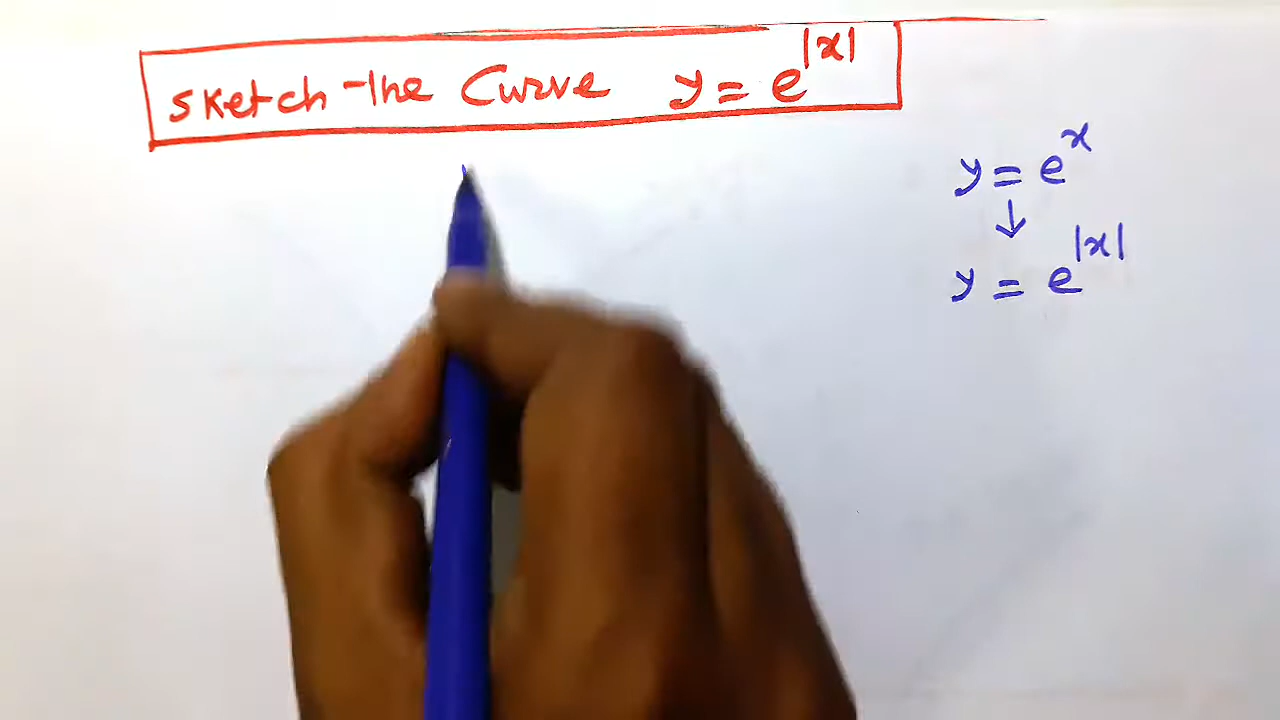 Sketch the Curve y = e^|x|
y = e^x
↓
y = e^|x|